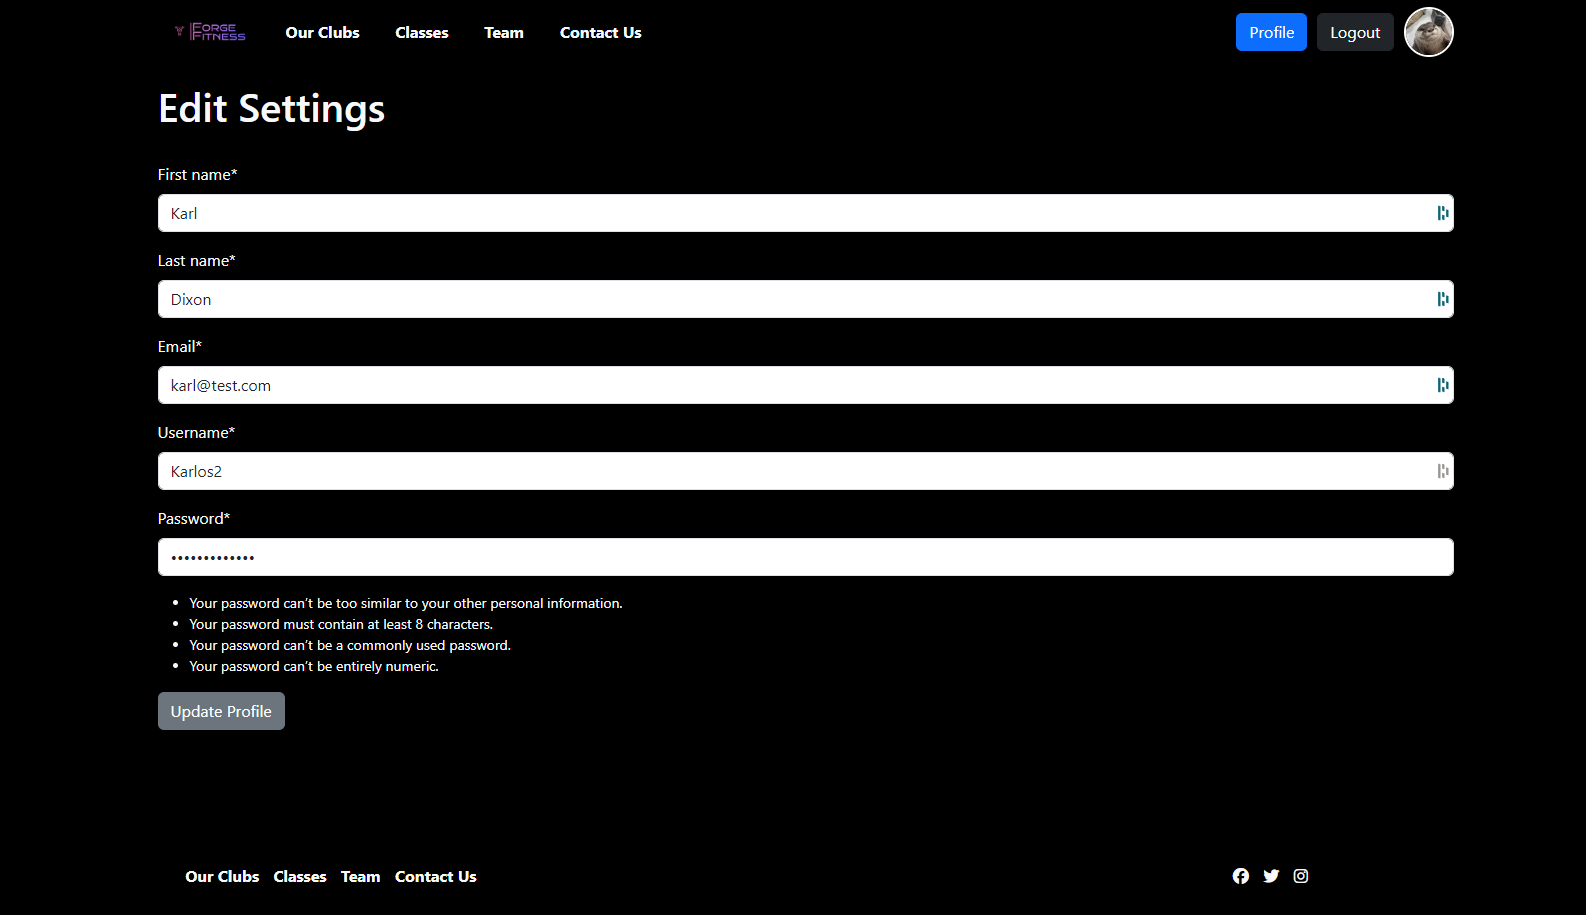 FORGE FITNESS Our Clubs Classes Team Contact Us Profile Logout
Edit Settings
First name*
Karl
Last name*
Dixon
Email*
karl@test.com
Username*
Karlos2
Password*
•••••••••••••
• Your password can’t be too similar to your other personal information.
• Your password must contain at least 8 characters.
• Your password can’t be a commonly used password.
• Your password can’t be entirely numeric.
Update Profile
Our Clubs Classes Team Contact Us